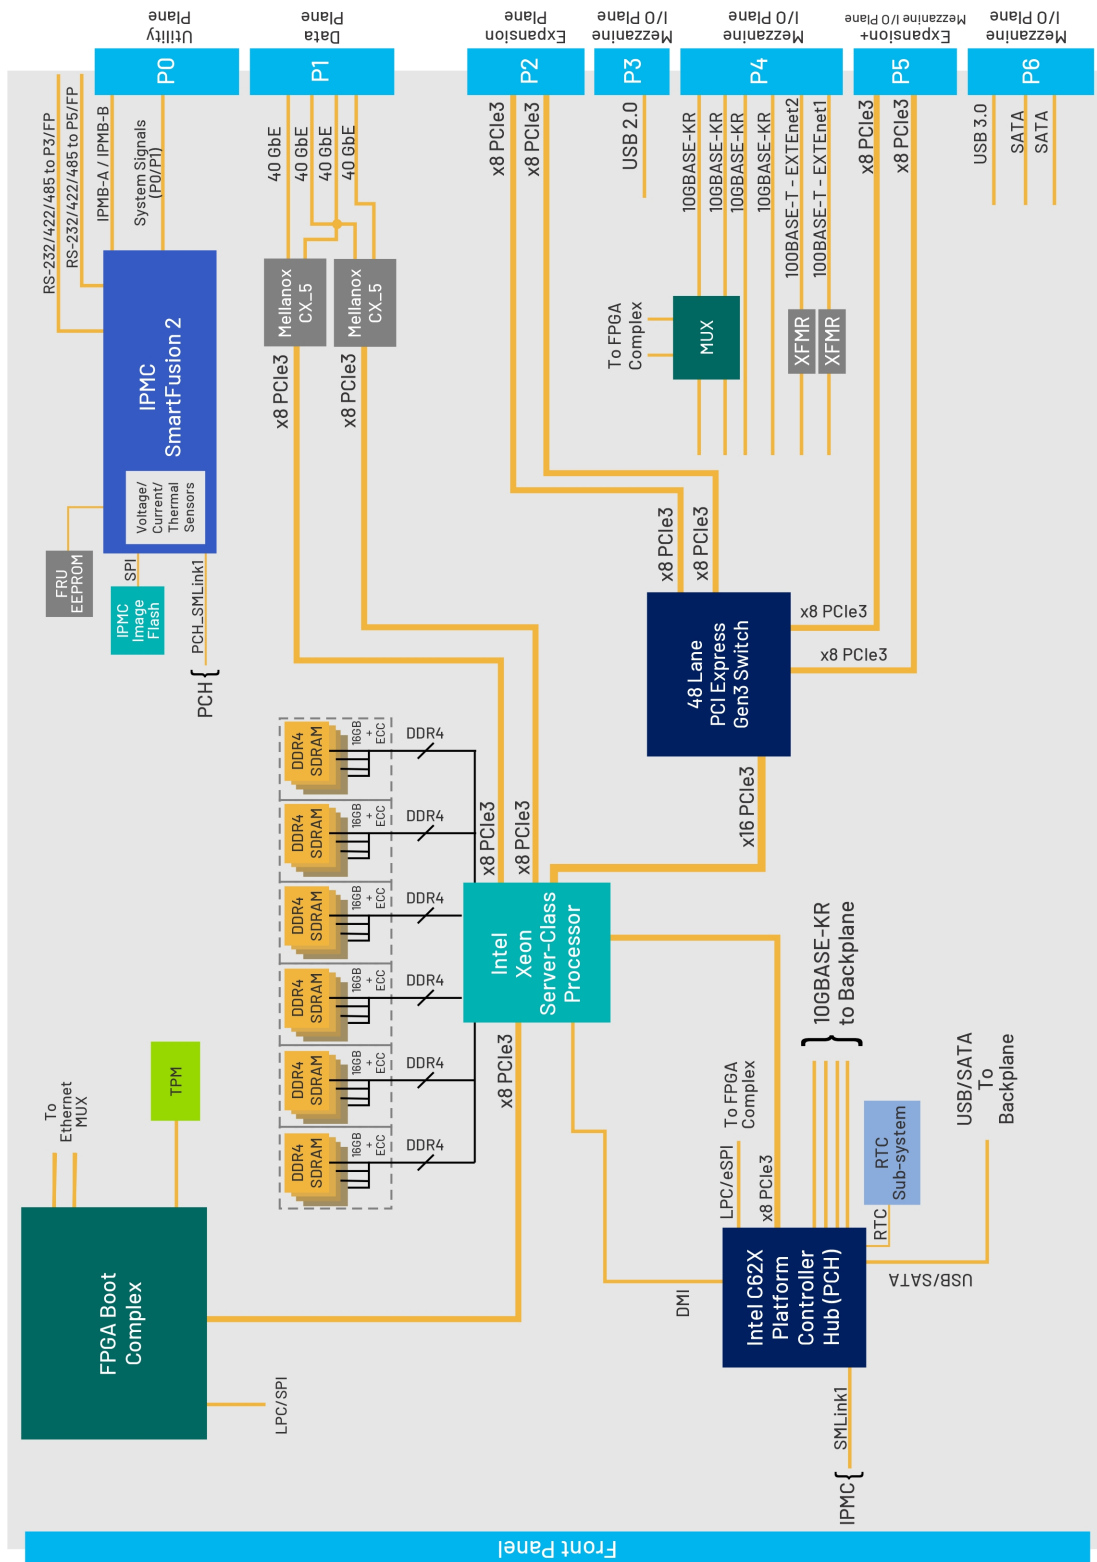 Utility
Plane
P0
Data
Plane
P1
Expansion
Plane
P2
Mezzanine
I/O Plane
P3
Mezzanine
I/O Plane
P4
Expansion+
Mezzanine I/O Plane
P5
Mezzanine
I/O Plane
P6
RS-232/422/485 to P3/FP
RS-232/422/485 to P5/FP
IPMB-A / IPMB-B
System Signals
(P0/P1)
40 GbE
40 GbE
40 GbE
40 GbE
x8 PCIe3
x8 PCIe3
USB 2.0
10GBASE-KR
10GBASE-KR
10GBASE-KR
10GBASE-KR
100BASE-T - EXTEnet2
100BASE-T - EXTEnet1
x8 PCIe3
x8 PCIe3
USB 3.0
SATA
SATA
IPMC
SmartFusion 2
Voltage/
Current/
Thermal
Sensors
FRU
EEPROM
SPI
IPMC
Image
Flash
PCH_SMLink1
PCH
Mellanox
CX_5
Mellanox
CX_5
x8 PCIe3
x8 PCIe3
To FPGA
Complex
MUX
XFMR
XFMR
x8 PCIe3
x8 PCIe3
48 Lane
PCI Express
Gen3 Switch
x8 PCIe3
x8 PCIe3
x16 PCIe3
DDR4
SDRAM
16GB
+
ECC
DDR4
DDR4
SDRAM
16GB
+
ECC
DDR4
DDR4
SDRAM
16GB
+
ECC
DDR4
DDR4
SDRAM
16GB
+
ECC
DDR4
DDR4
SDRAM
16GB
+
ECC
DDR4
DDR4
SDRAM
16GB
+
ECC
DDR4
x8 PCIe3
x8 PCIe3
Intel
Xeon
Server-Class
Processor
x8 PCIe3
To
Ethernet
MUX
TPM
FPGA Boot
Complex
LPC/SPI
DMI
LPC/eSPI
To FPGA
Complex
x8 PCIe3
10GBASE-KR
to Backplane
RTC
Sub-system
RTC
USB/SATA
To
Backplane
USB/SATA
Intel C62X
Platform
Controller
Hub (PCH)
SMLink1
IPMC
Front Panel